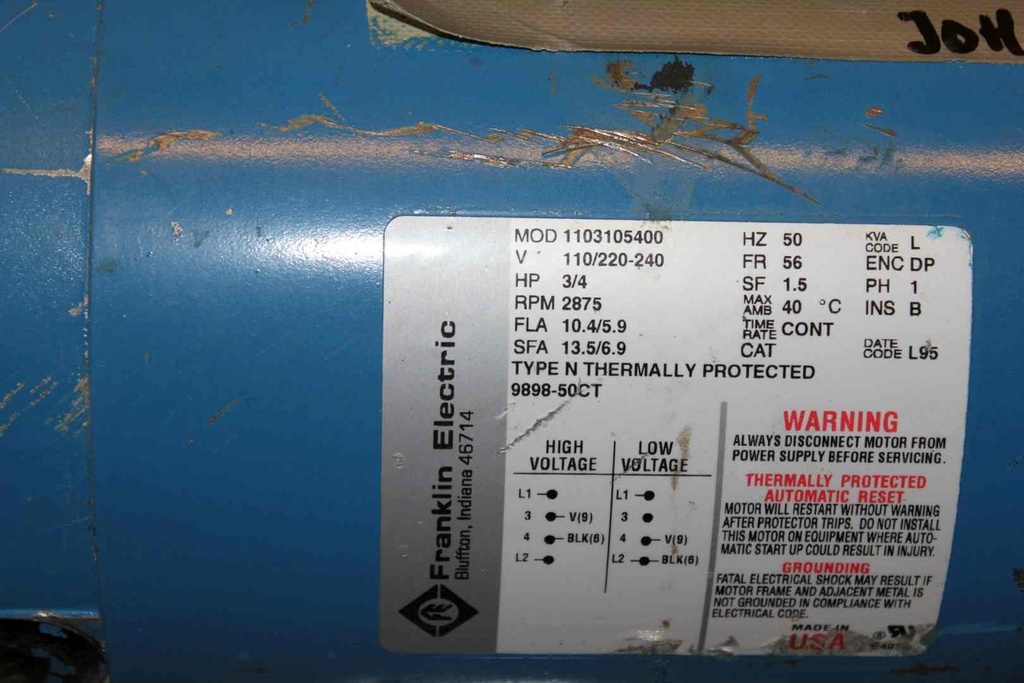 JOH
MOD 1103105400 HZ 50 KVA CODE L
V 110/220-240 FR 56 ENC DP
HP 3/4 SF 1.5 PH 1
RPM 2875 MAX AMB 40 °C INS B
FLA 10.4/5.9 TIME RATE CONT
SFA 13.5/6.9 CAT DATE CODE L95
TYPE N THERMALLY PROTECTED
9898-50CT
Franklin Electric
Bluffton, Indiana 46714
HIGH VOLTAGE
L1
3 V(9)
4 BLK(6)
L2
LOW VOLTAGE
L1
3
4 V(9)
L2 BLK(6)
WARNING
ALWAYS DISCONNECT MOTOR FROM
POWER SUPPLY BEFORE SERVICING.
THERMALLY PROTECTED
AUTOMATIC RESET
MOTOR WILL RESTART WITHOUT WARNING
AFTER PROTECTOR TRIPS. DO NOT INSTALL
THIS MOTOR ON EQUIPMENT WHERE AUTO-
MATIC START UP COULD RESULT IN INJURY.
GROUNDING
FATAL ELECTRICAL SHOCK MAY RESULT IF
MOTOR FRAME AND ADJACENT METAL IS
NOT GROUNDED IN COMPLIANCE WITH
ELECTRICAL CODE.
MADE IN
USA